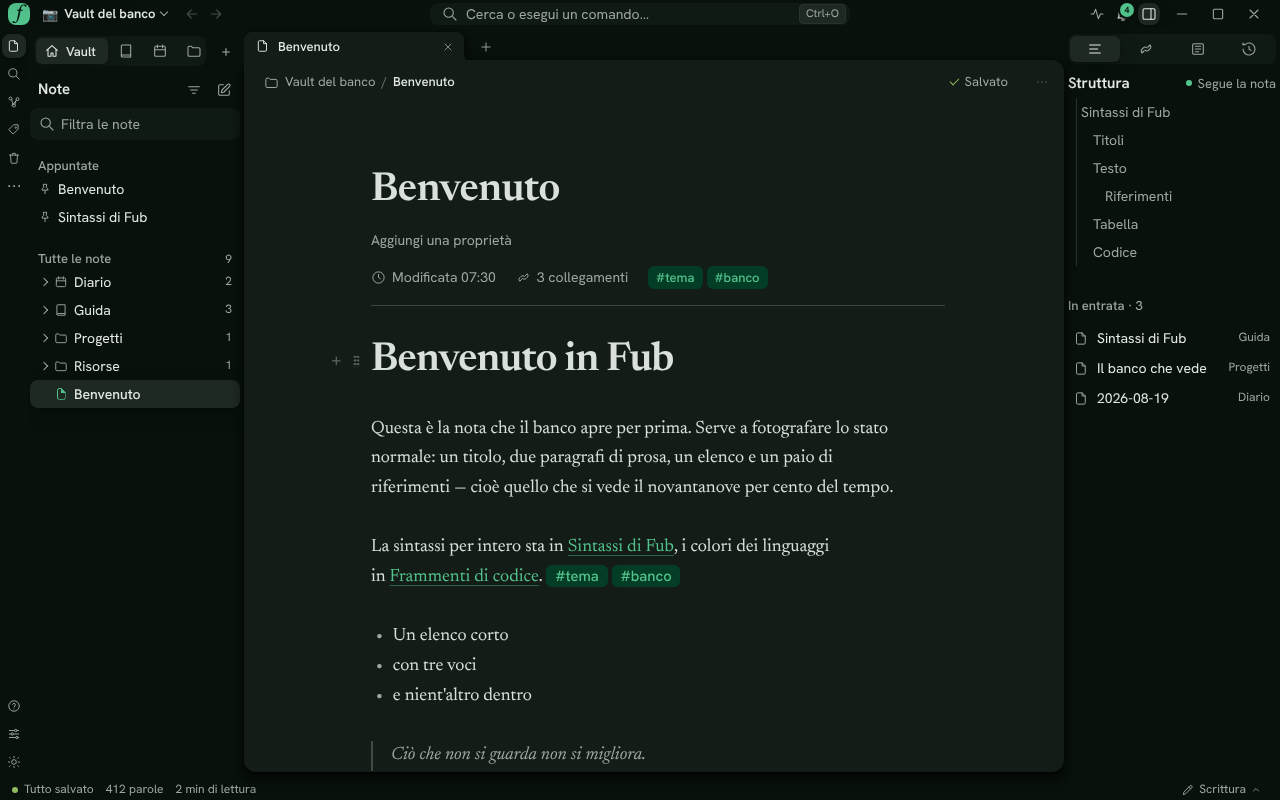 Vault del banco
Cerca o esegui un comando...
Ctrl+O
4
Vault
Note
Filtra le note
Appuntate
Benvenuto
Sintassi di Fub
Tutte le note 9
Diario 2
Guida 3
Progetti 1
Risorse 1
Benvenuto
Benvenuto
Vault del banco / Benvenuto
Salvato
Benvenuto
Aggiungi una proprietà
Modificata 07:30 3 collegamenti #tema #banco
Benvenuto in Fub
Questa è la nota che il banco apre per prima. Serve a fotografare lo stato
normale: un titolo, due paragrafi di prosa, un elenco e un paio di
riferimenti — cioè quello che si vede il novantanove per cento del tempo.
La sintassi per intero sta in Sintassi di Fub, i colori dei linguaggi
in Frammenti di codice. #tema #banco
• Un elenco corto
• con tre voci
• e nient'altro dentro
Ciò che non si guarda non si migliora.
Struttura
Segue la nota
Sintassi di Fub
Titoli
Testo
Riferimenti
Tabella
Codice
In entrata · 3
Sintassi di Fub Guida
Il banco che vede Progetti
2026-08-19 Diario
Tutto salvato 412 parole 2 min di lettura
Scrittura